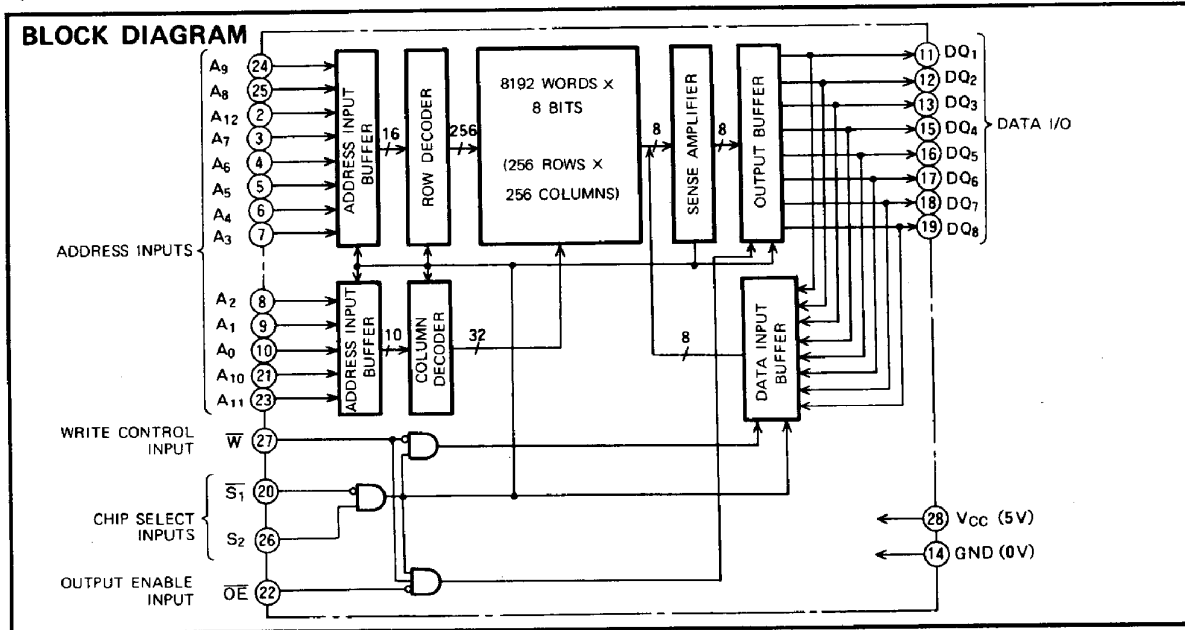 BLOCK DIAGRAM
A9 24
A8 25
A12 2
A7 3
A6 4
A5 5
A4 6
A3 7
ADDRESS INPUTS
A2 8
A1 9
A0 10
A10 21
A11 23
WRITE CONTROL
INPUT
W̅ 27
CHIP SELECT
INPUTS
S̅1̅ 20
S2 26
OUTPUT ENABLE
INPUT
O̅E̅ 22
ADDRESS INPUT
BUFFER
16
ROW DECODER
256
8192 WORDS ×
8 BITS
(256 ROWS ×
256 COLUMNS)
8
SENSE AMPLIFIER
8
OUTPUT BUFFER
ADDRESS INPUT
BUFFER
10
COLUMN
DECODER
32
8
DATA INPUT
BUFFER
11 DQ1
12 DQ2
13 DQ3
15 DQ4
16 DQ5
17 DQ6
18 DQ7
19 DQ8
DATA I/O
28 VCC (5V)
14 GND (0V)